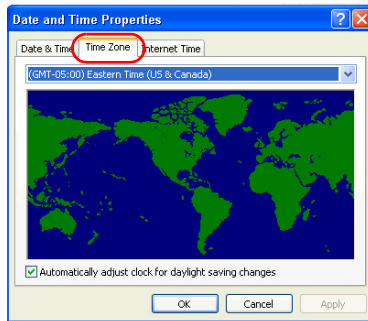 Date and Time Properties
Date & Time Time Zone Internet Time
(GMT-05:00) Eastern Time (US & Canada)
Automatically adjust clock for daylight saving changes
OK Cancel Apply